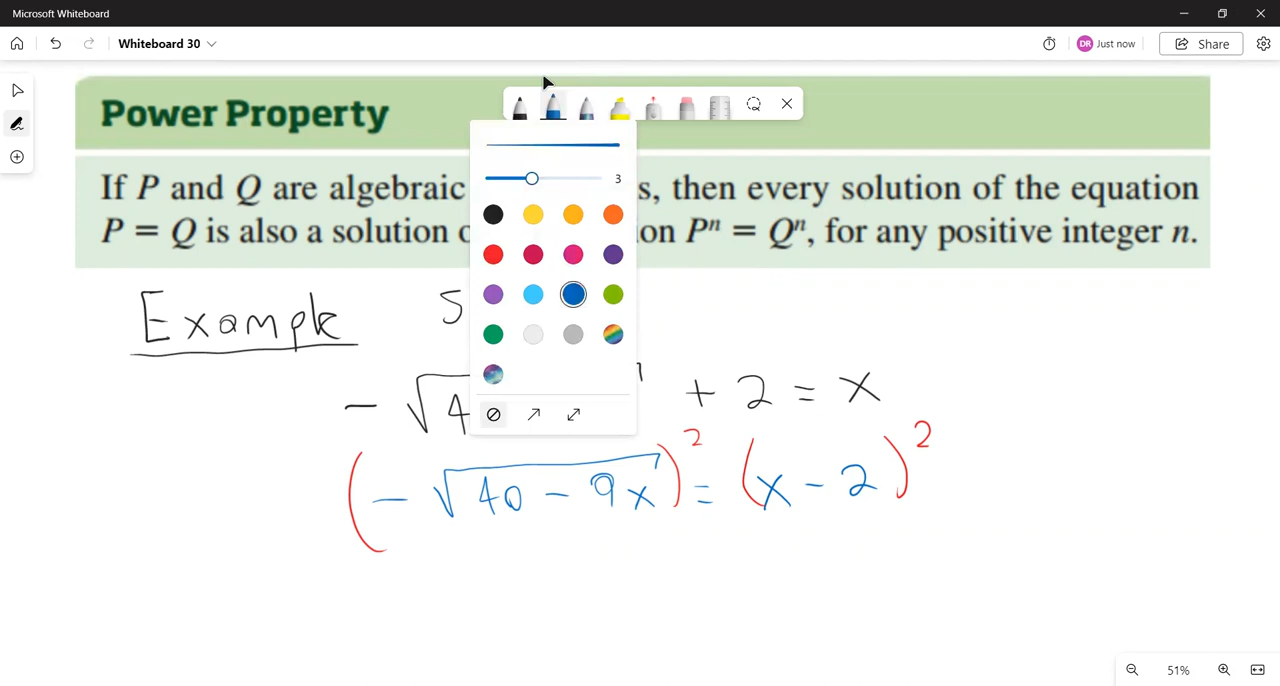 Microsoft Whiteboard
Whiteboard 30
DR Just now
Share
Power Property
If P and Q are algebraic s, then every solution of the equation
P = Q is also a solution on Pⁿ = Qⁿ, for any positive integer n.
3
Example S
- √4 + 2 = x
(- √40 - 9x)² = (x - 2)²
51%